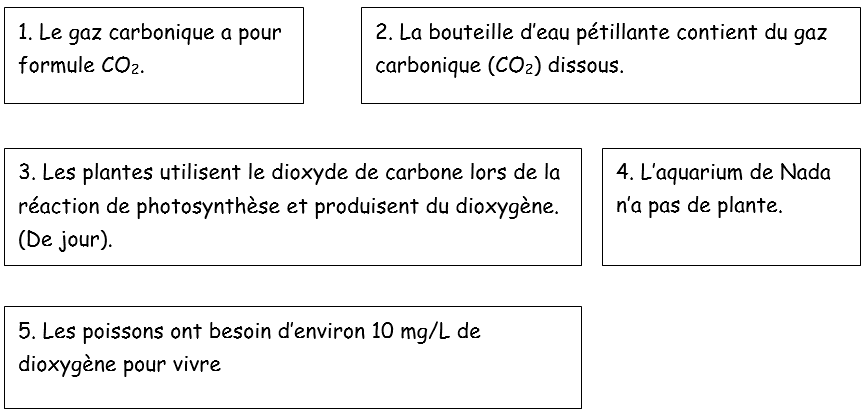 1. Le gaz carbonique a pour
formule CO₂.
2. La bouteille d'eau pétillante contient du gaz
carbonique (CO₂) dissous.
3. Les plantes utilisent le dioxyde de carbone lors de la
réaction de photosynthèse et produisent du dioxygène.
(De jour).
4. L'aquarium de Nada
n'a pas de plante.
5. Les poissons ont besoin d'environ 10 mg/L de
dioxygène pour vivre